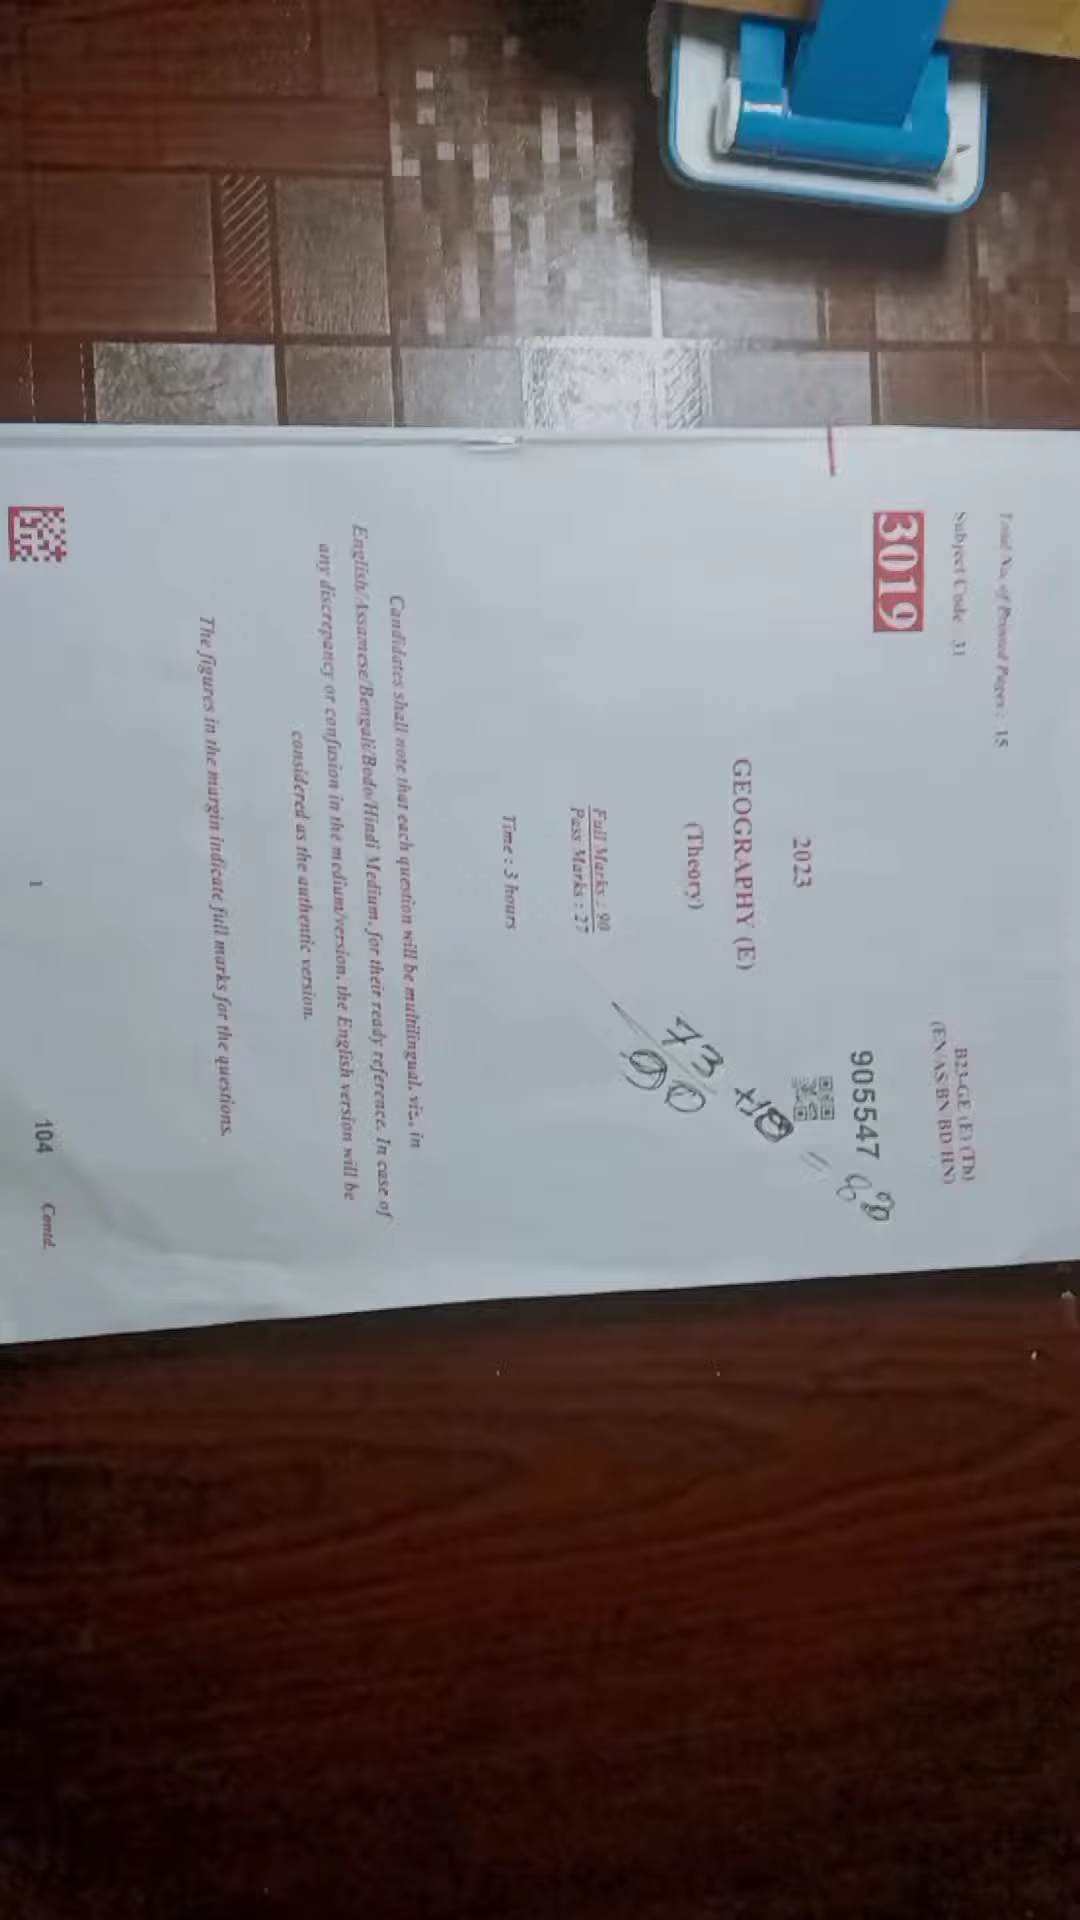 Total No. of Printed Pages : 15
Subject Code 31
3019
B23-GE (E) (Th)
(EN/AS/BN/BD/HN)
905547
2023
GEOGRAPHY (E)
(Theory)
Full Marks : 90
Pass Marks : 27
Time : 3 hours
Candidates shall note that each question will be multilingual, viz., in
English/Assamese/Bengali/Bodo/Hindi Medium, for their ready reference. In case of
any discrepancy or confusion in the medium/version, the English version will be
considered as the authentic version.
The figures in the margin indicate full marks for the questions.
1
104
Contd.